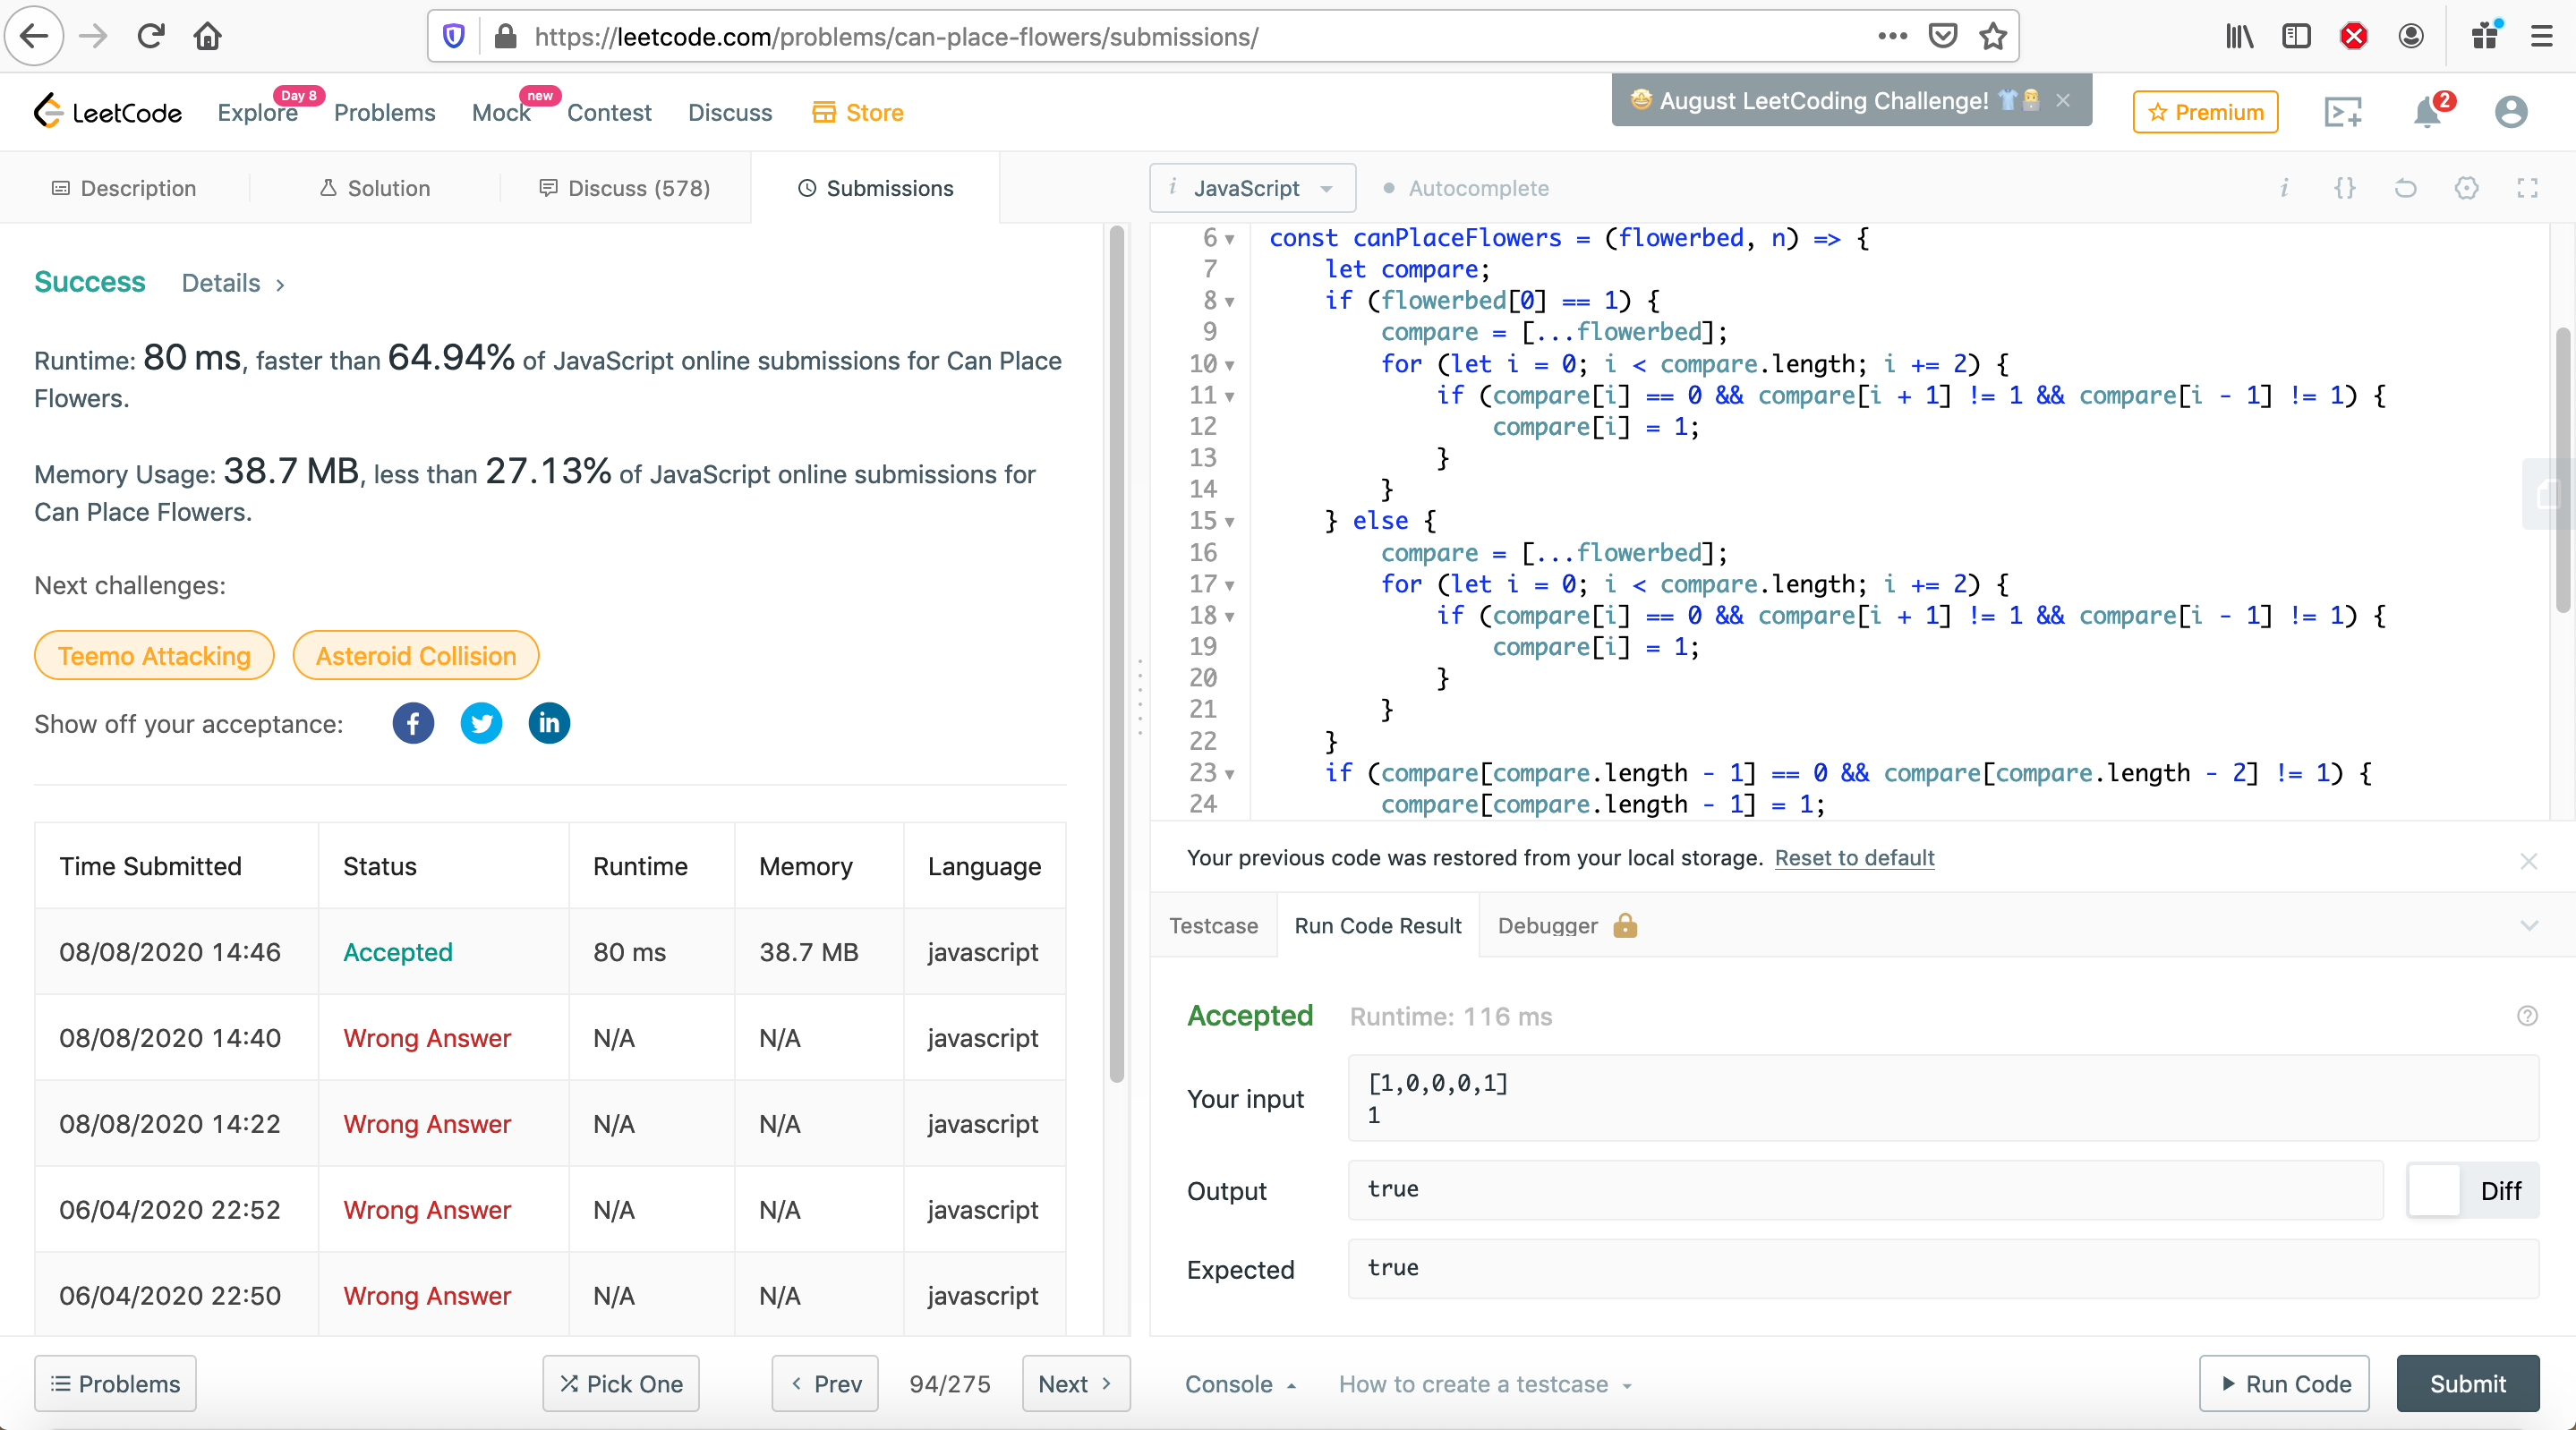 https://leetcode.com/problems/can-place-flowers/submissions/
LeetCode
Explore Day 8 Problems Mock new Contest Discuss Store
🤩 August LeetCoding Challenge! 👕 ×
Premium
2
Description Solution Discuss (578) Submissions
Success Details >
Runtime: 80 ms, faster than 64.94% of JavaScript online submissions for Can Place
Flowers.
Memory Usage: 38.7 MB, less than 27.13% of JavaScript online submissions for
Can Place Flowers.
Next challenges:
Teemo Attacking Asteroid Collision
Show off your acceptance:
Time Submitted Status Runtime Memory Language
08/08/2020 14:46 Accepted 80 ms 38.7 MB javascript
08/08/2020 14:40 Wrong Answer N/A N/A javascript
08/08/2020 14:22 Wrong Answer N/A N/A javascript
06/04/2020 22:52 Wrong Answer N/A N/A javascript
06/04/2020 22:50 Wrong Answer N/A N/A javascript
Problems Pick One < Prev 94/275 Next >
i JavaScript Autocomplete
i {}
6 const canPlaceFlowers = (flowerbed, n) => {
7 let compare;
8 if (flowerbed[0] == 1) {
9 compare = [...flowerbed];
10 for (let i = 0; i < compare.length; i += 2) {
11 if (compare[i] == 0 && compare[i + 1] != 1 && compare[i - 1] != 1) {
12 compare[i] = 1;
13 }
14 }
15 } else {
16 compare = [...flowerbed];
17 for (let i = 0; i < compare.length; i += 2) {
18 if (compare[i] == 0 && compare[i + 1] != 1 && compare[i - 1] != 1) {
19 compare[i] = 1;
20 }
21 }
22 }
23 if (compare[compare.length - 1] == 0 && compare[compare.length - 2] != 1) {
24 compare[compare.length - 1] = 1;
Your previous code was restored from your local storage. Reset to default
Testcase Run Code Result Debugger
Accepted Runtime: 116 ms
Your input
[1,0,0,0,1]
1
Output true Diff
Expected true
Console How to create a testcase Run Code Submit